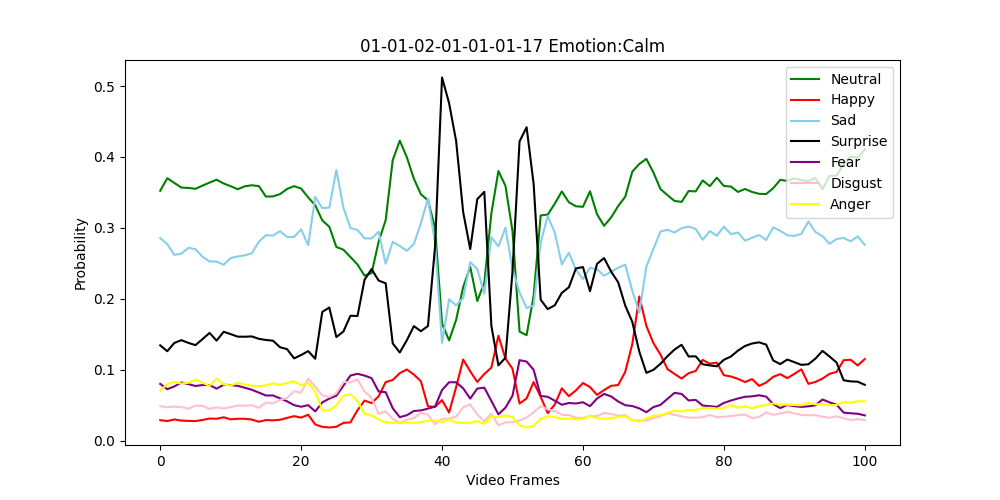 01-01-02-01-01-01-17 Emotion:Calm
Probability
0.5
0.4
0.3
0.2
0.1
0.0
0 20 40 60 80 100
Video Frames
Neutral
Happy
Sad
Surprise
Fear
Disgust
Anger